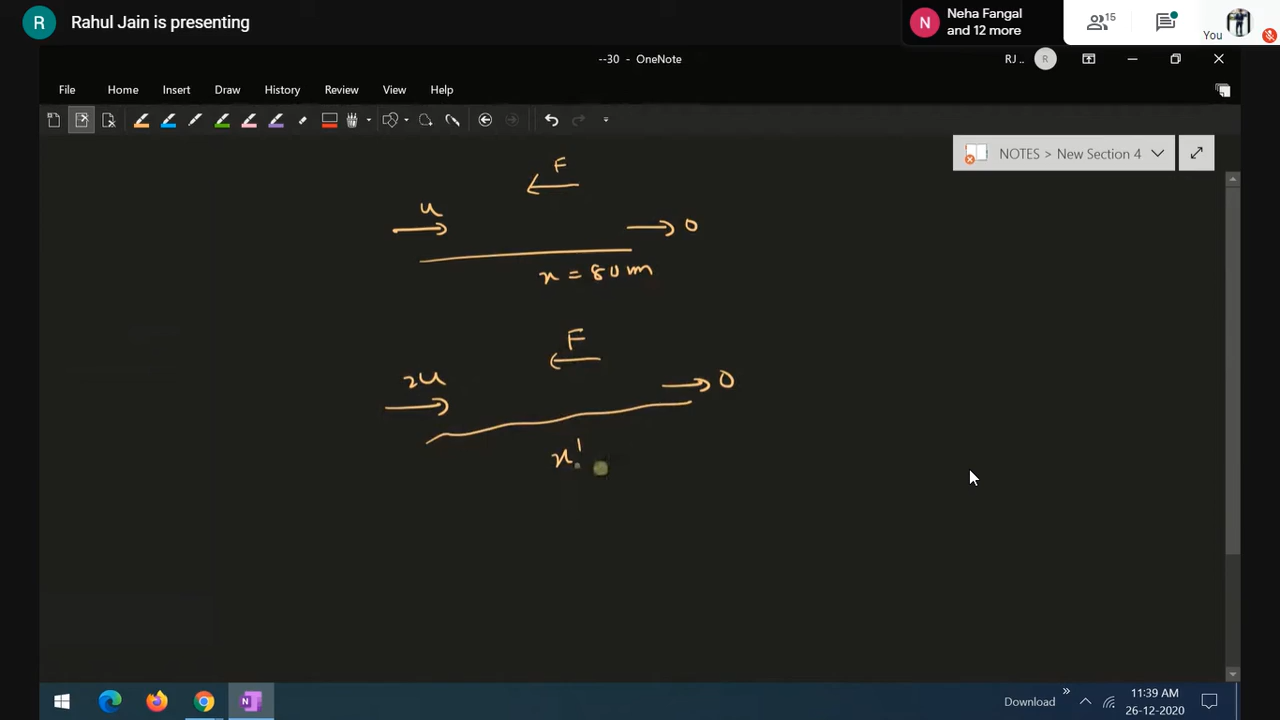 R Rahul Jain is presenting
N Neha Fangal
and 12 more
15
You
--30 - OneNote
RJ ..
R
File Home Insert Draw History Review View Help
NOTES > New Section 4
F
u
0
x = 80m
F
2u
0
x'
Download
»
11:39 AM
26-12-2020